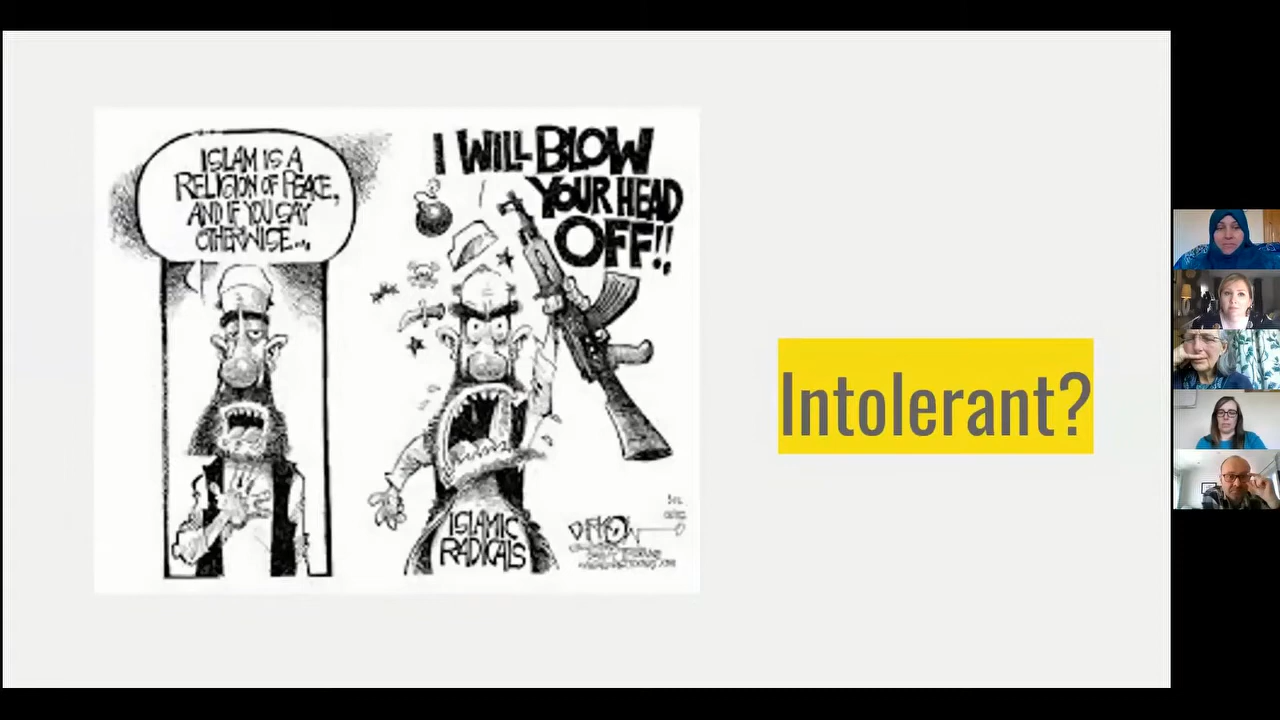 ISLAM IS A
RELIGION OF PEACE,
AND IF YOU SAY
OTHERWISE...
I WILL BLOW
YOUR HEAD
OFF!!
ISLAMIC
RADICALS
Intolerant?